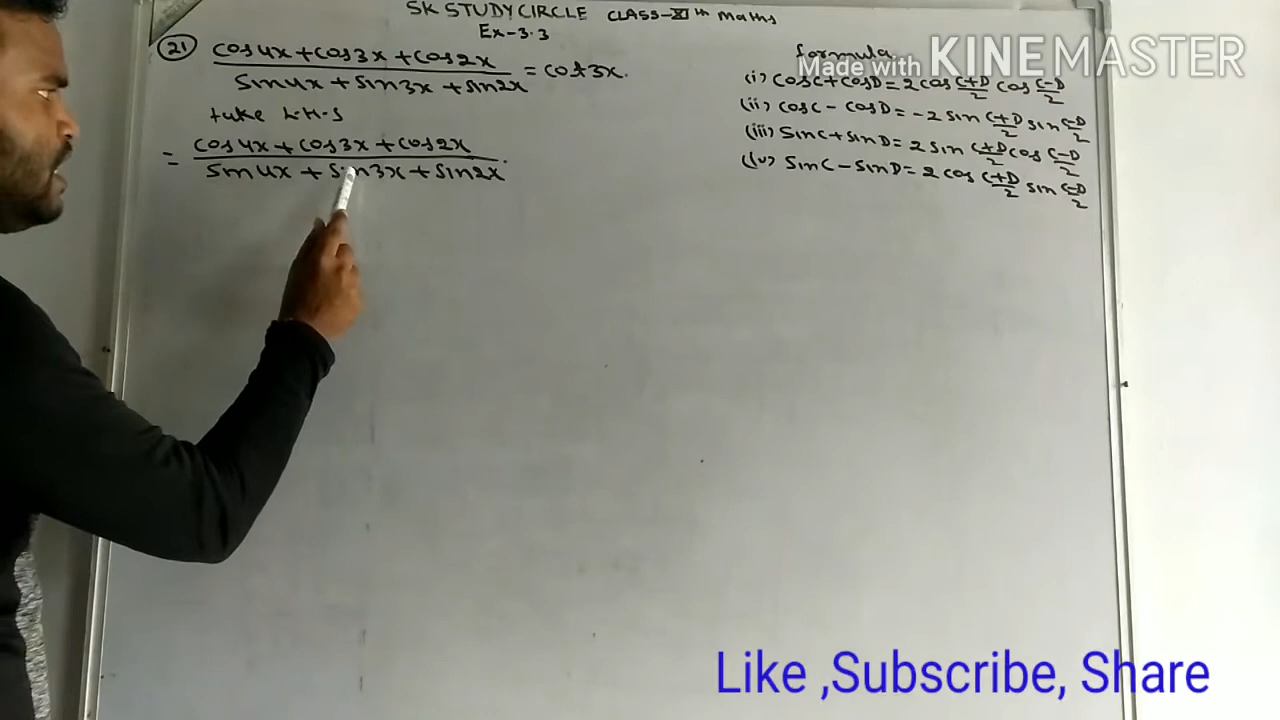 SK STUDY CIRCLE CLASS-XI th Maths
Ex-3.3
(21) cos4x+cos3x+cos2x / sin4x+sin3x+sin2x = cot3x.
take L.H.S
= cos4x+cos3x+cos2x / sin4x+sin3x+sin2x.
formula
Made with KINEMASTER
(i) cosC+cosD=2cos C+D/2 cos C-D/2
(ii) cosC-cosD=-2 sin C+D/2 sin C-D/2
(iii) sinC+sinD=2 sin C+D/2 cos C-D/2
(iv) sinC-sinD=2 cos C+D/2 sin C-D/2
Like ,Subscribe, Share